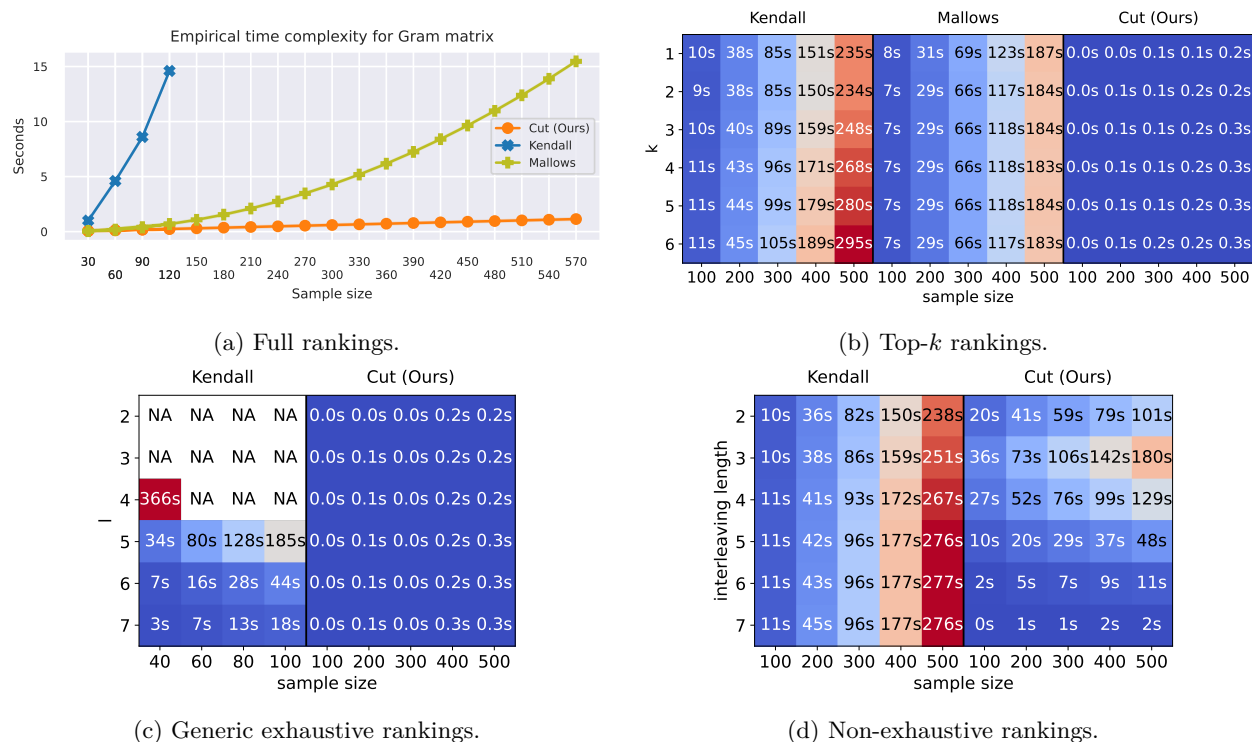 Empirical time complexity for Gram matrix
15
10
5
0
Seconds
Cut (Ours)
Kendall
Mallows
30 90 150 210 270 330 390 450 510 570
60 120 180 240 300 360 420 480 540
Sample size
(a) Full rankings.
Kendall Mallows Cut (Ours)
1 10s 38s 85s 151s 235s 8s 31s 69s 123s 187s 0.0s 0.0s 0.1s 0.1s 0.2s
2 9s 38s 85s 150s 234s 7s 29s 66s 117s 184s 0.0s 0.1s 0.1s 0.2s 0.2s
3 10s 40s 89s 159s 248s 7s 29s 66s 118s 184s 0.0s 0.1s 0.1s 0.2s 0.3s
k
4 11s 43s 96s 171s 268s 7s 29s 66s 118s 183s 0.0s 0.1s 0.1s 0.2s 0.3s
5 11s 44s 99s 179s 280s 7s 29s 66s 118s 184s 0.0s 0.1s 0.1s 0.2s 0.3s
6 11s 45s 105s 189s 295s 7s 29s 66s 117s 183s 0.0s 0.1s 0.2s 0.2s 0.3s
100 200 300 400 500 100 200 300 400 500 100 200 300 400 500
sample size
(b) Top-k rankings.
Kendall Cut (Ours)
2 NA NA NA NA 0.0s 0.0s 0.0s 0.2s 0.2s
3 NA NA NA NA 0.0s 0.1s 0.0s 0.2s 0.2s
4 366s NA NA NA 0.0s 0.1s 0.0s 0.2s 0.2s
l
5 34s 80s 128s 185s 0.0s 0.1s 0.0s 0.2s 0.3s
6 7s 16s 28s 44s 0.0s 0.1s 0.0s 0.2s 0.3s
7 3s 7s 13s 18s 0.0s 0.1s 0.0s 0.3s 0.3s
40 60 80 100 100 200 300 400 500
sample size
(c) Generic exhaustive rankings.
Kendall Cut (Ours)
interleaving length
2 10s 36s 82s 150s 238s 20s 41s 59s 79s 101s
3 10s 38s 86s 159s 251s 36s 73s 106s 142s 180s
4 11s 41s 93s 172s 267s 27s 52s 76s 99s 129s
5 11s 42s 96s 177s 276s 10s 20s 29s 37s 48s
6 11s 43s 96s 177s 277s 2s 5s 7s 9s 11s
7 11s 45s 96s 177s 276s 0s 1s 1s 2s 2s
100 200 300 400 500 100 200 300 400 500
sample size
(d) Non-exhaustive rankings.